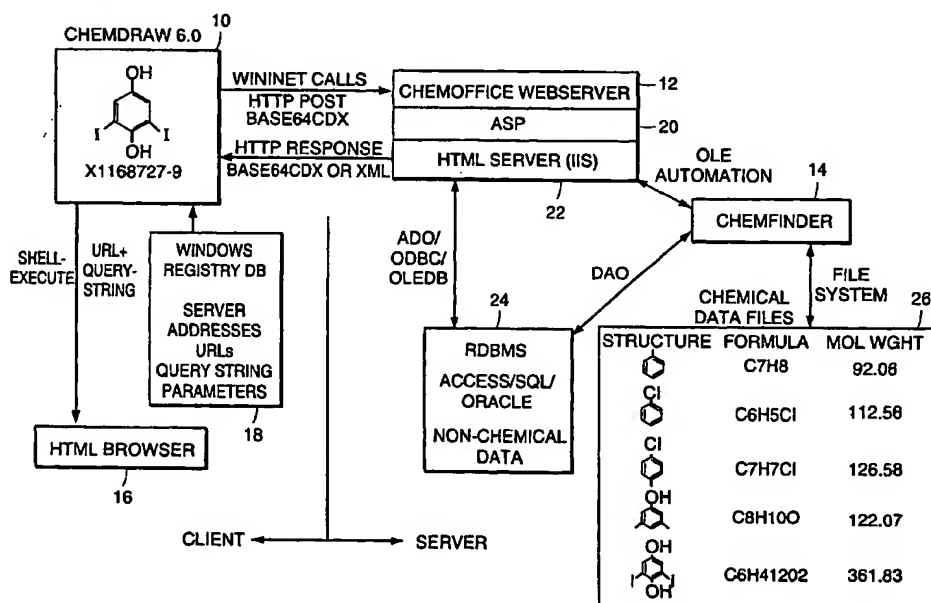 CHEMDRAW 6.0
10
OH
I
I
OH
X1168727-9
WININET CALLS
HTTP POST
BASE64CDX
HTTP RESPONSE
BASE64CDX OR XML
CHEMOFFICE WEBSERVER
12
ASP
20
HTML SERVER (IIS)
22
OLE
AUTOMATION
14
CHEMFINDER
SHELL-
EXECUTE
URL+
QUERY-
STRING
WINDOWS
REGISTRY DB
SERVER
ADDRESSES
URLs
QUERY STRING
PARAMETERS
18
HTML BROWSER
16
ADO/
ODBC/
OLEDB
DAO
24
RDBMS
ACCESS/SQL/
ORACLE
NON-CHEMICAL
DATA
FILE
SYSTEM
CHEMICAL
DATA FILES
26
STRUCTURE FORMULA MOL WGHT
C7H8 92.06
Cl
C6H5Cl 112.56
Cl
C7H7Cl 126.58
OH
C8H10O 122.07
OH
I I
OH
C6H41202 361.83
CLIENT
SERVER